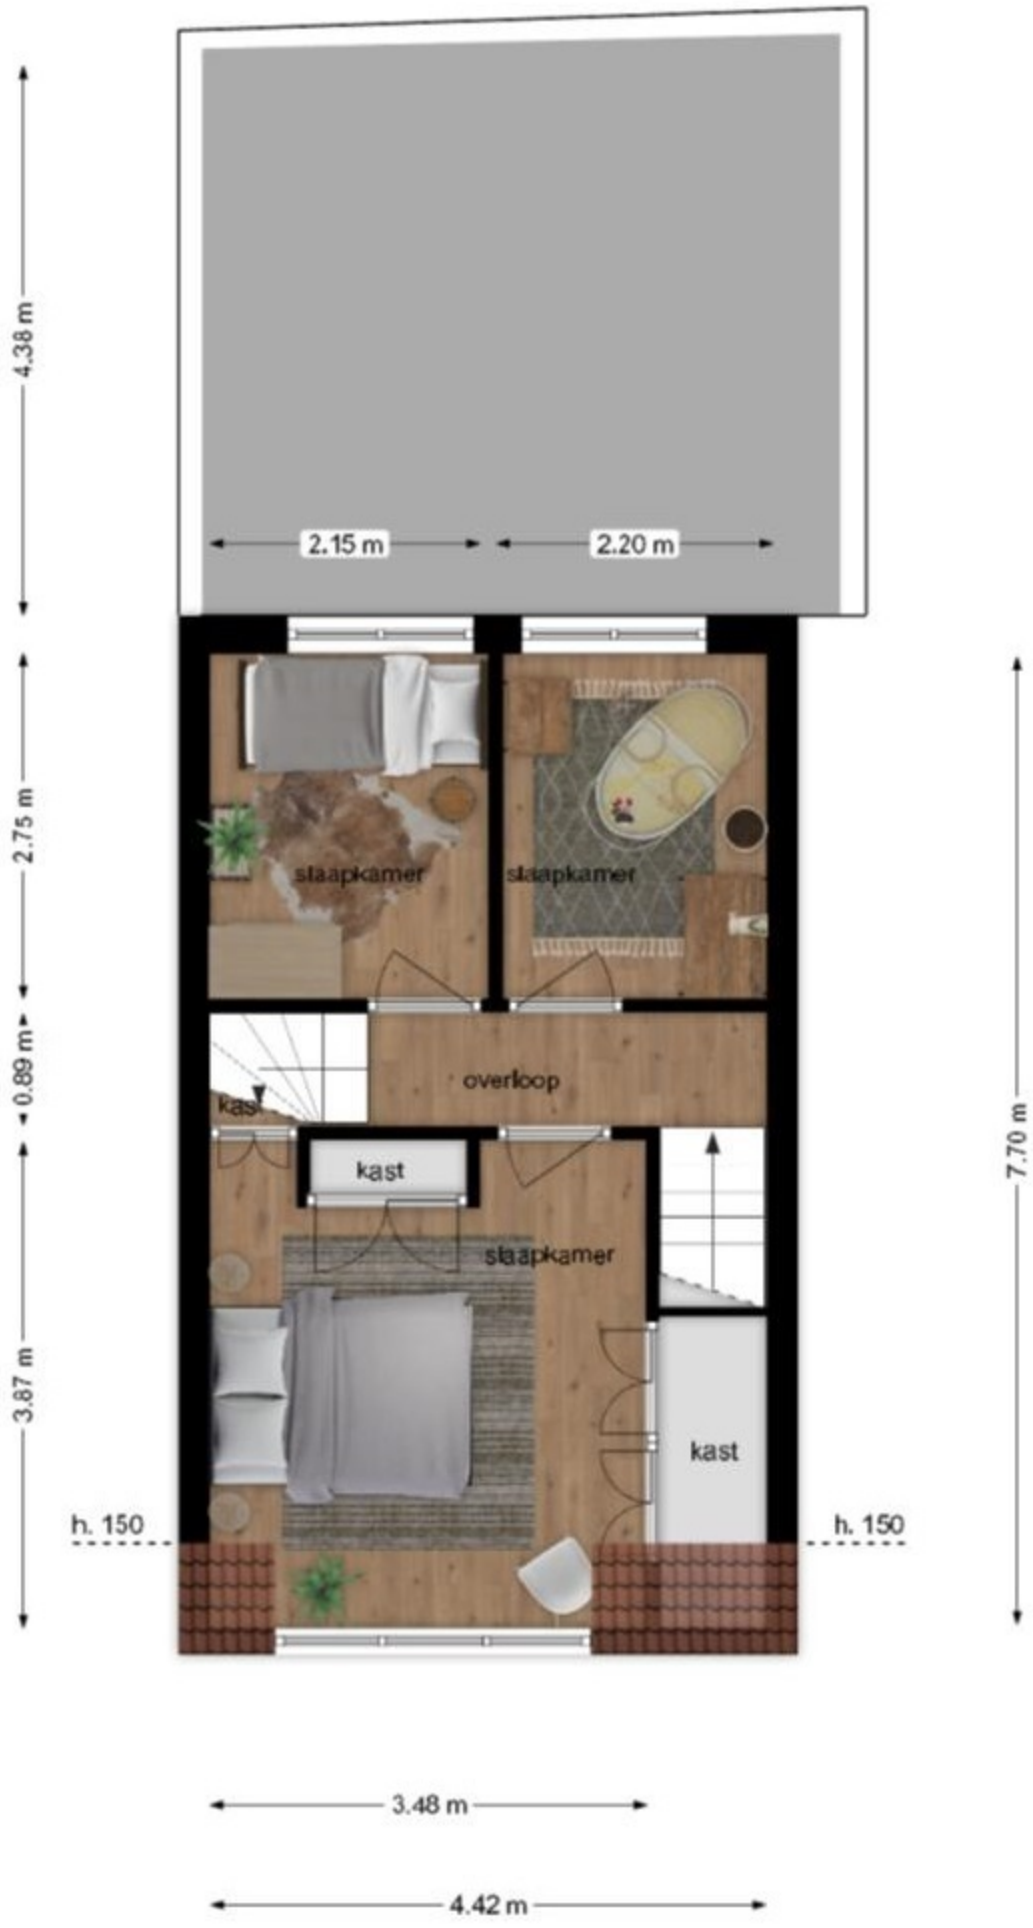 4.38 m
2.15 m
2.20 m
2.75 m
slaapkamer
slaapkamer
0.89 m
overloop
kast
7.70 m
kast
slaapkamer
3.87 m
kast
h. 150
h. 150
3.48 m
4.42 m